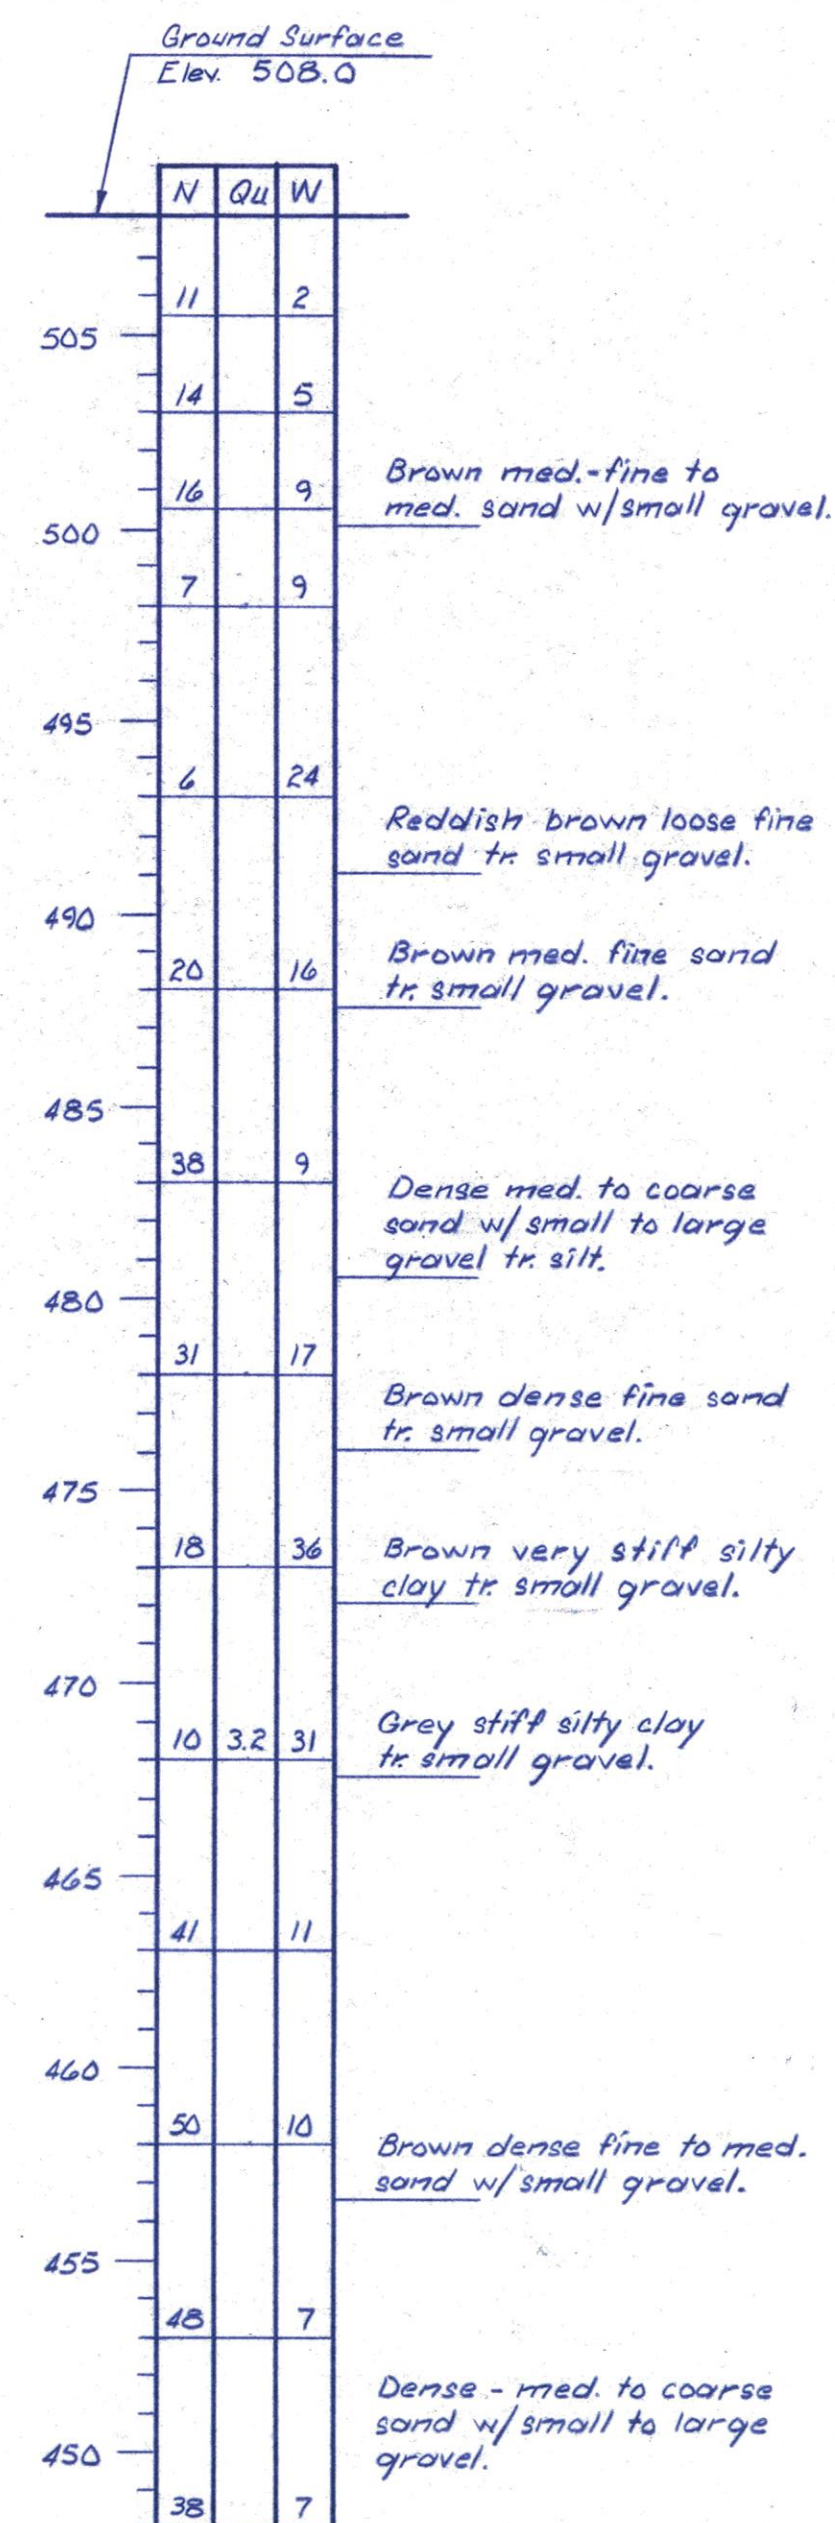 Ground Surface
Elev. 508.0
N Qu W
11 2
505
14 5
Brown med.-fine to
16 9
med. sand w/small gravel.
500
7 9
495
6 24
Reddish brown loose fine
sand tr. small gravel.
490
Brown med. fine sand
20 16
tr. small gravel.
485
38 9
Dense med. to coarse
sand w/ small to large
gravel tr. silt.
480
31 17
Brown dense fine sand
tr. small gravel.
475
18 36
Brown very stiff silty
clay tr. small gravel.
470
Grey stiff silty clay
10 3.2 31
tr. small gravel.
465
41 11
460
50 10
Brown dense fine to med.
sand w/small gravel.
455
48 7
Dense - med. to coarse
sand w/small to large
450
gravel.
38 7